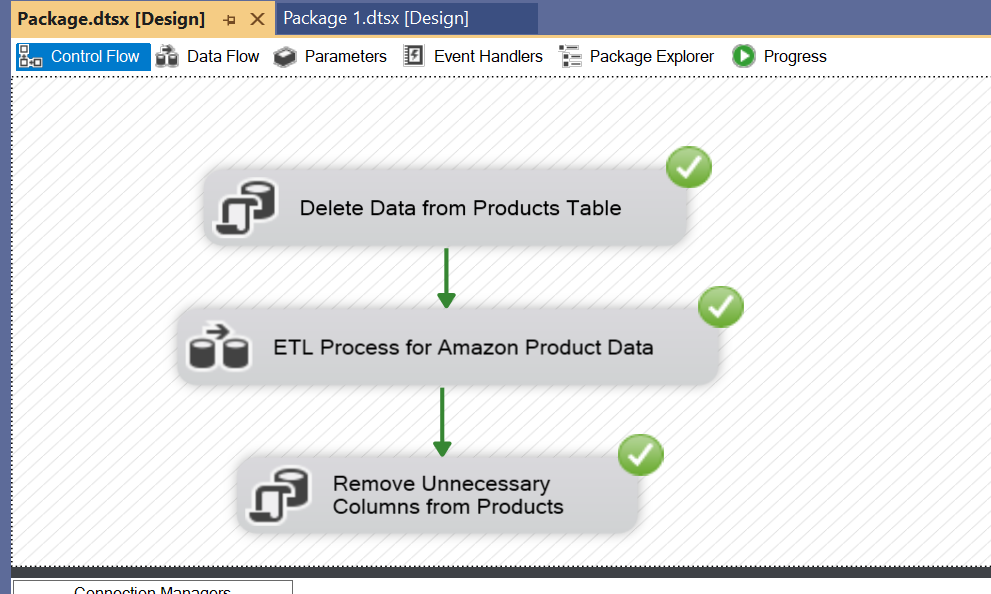 Package.dtsx [Design]
Package 1.dtsx [Design]
Control Flow
Data Flow
Parameters
Event Handlers
Package Explorer
Progress
Delete Data from Products Table
ETL Process for Amazon Product Data
Remove Unnecessary
Columns from Products
Connection Managers